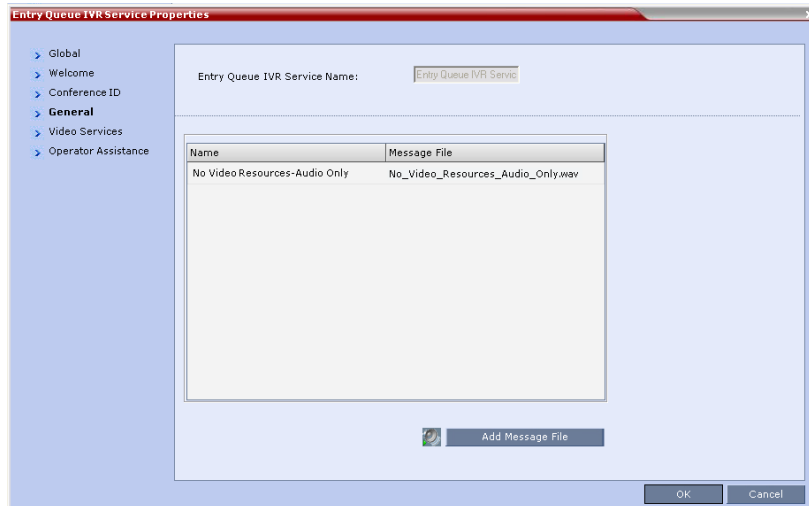 Entry Queue IVR Service Properties
Global
Welcome
Conference ID
General
Video Services
Operator Assistance
Entry Queue IVR Service Name: Entry Queue IVR Servic
Name Message File
No Video Resources-Audio Only No_Video_Resources_Audio_Only.wav
Add Message File
OK Cancel